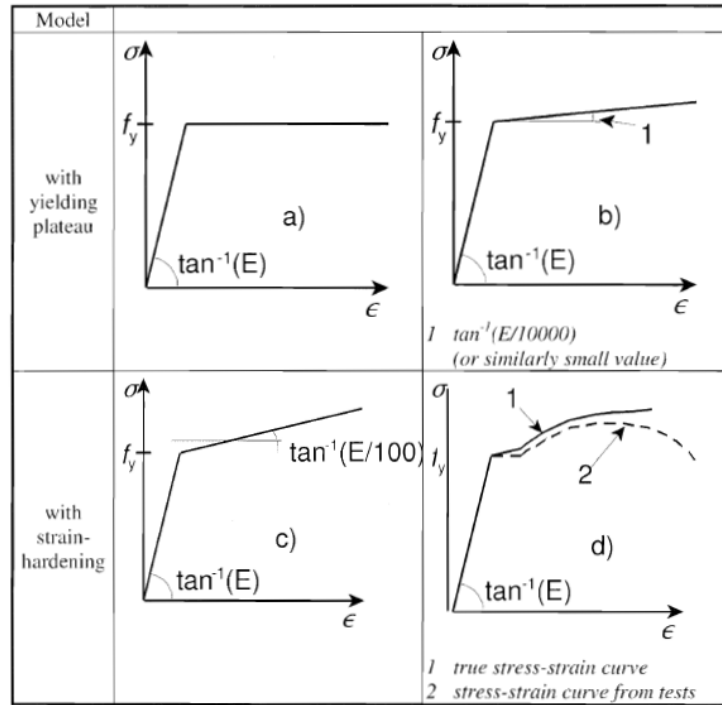 Model
with
yielding
plateau
σ
f_y
a)
tan⁻¹(E)
ϵ
σ
f_y
1
b)
tan⁻¹(E)
ϵ
1 tan⁻¹(E/10000)
(or similarly small value)
with
strain-
hardening
σ
f_y
tan⁻¹(E/100)
c)
tan⁻¹(E)
ϵ
σ
1
f_y
2
d)
tan⁻¹(E)
ϵ
1 true stress-strain curve
2 stress-strain curve from tests